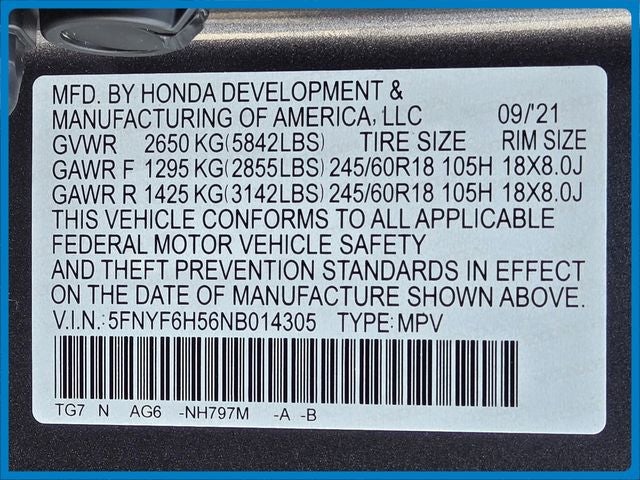 MFD. BY HONDA DEVELOPMENT &
MANUFACTURING OF AMERICA, LLC 09/'21
GVWR 2650 KG(5842LBS) TIRE SIZE RIM SIZE
GAWR F 1295 KG(2855LBS) 245/60R18 105H 18X8.0J
GAWR R 1425 KG(3142LBS) 245/60R18 105H 18X8.0J
THIS VEHICLE CONFORMS TO ALL APPLICABLE
FEDERAL MOTOR VEHICLE SAFETY
AND THEFT PREVENTION STANDARDS IN EFFECT
ON THE DATE OF MANUFACTURE SHOWN ABOVE.
V.I.N.:5FNYF6H56NB014305 TYPE:MPV
TG7 N AG6 -NH797M -A -B